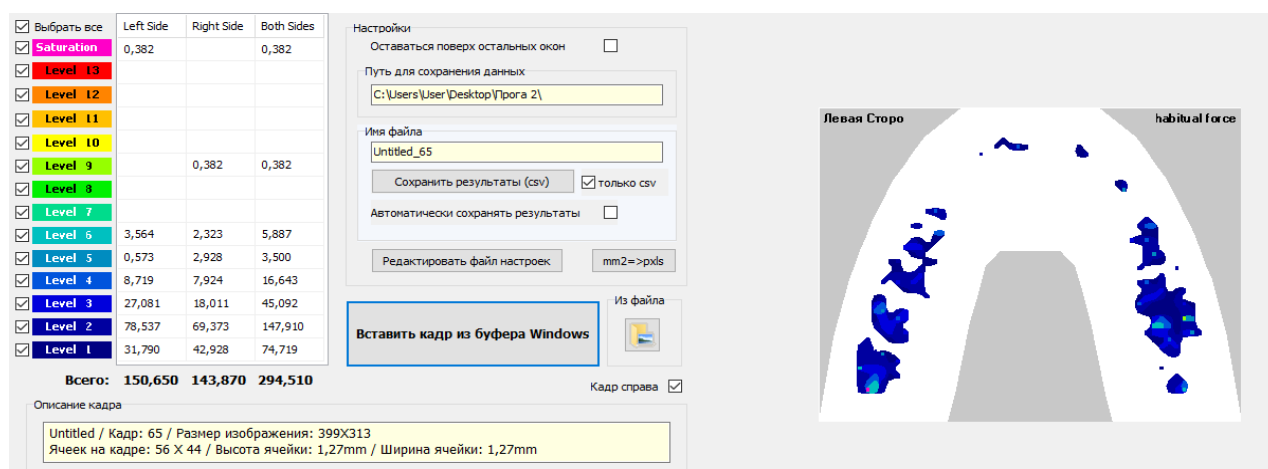 Выбрать все Left Side Right Side Both Sides
Saturation 0,382 0,382
Level 13
Level 12
Level 11
Level 10
Level 9 0,382 0,382
Level 8
Level 7
Level 6 3,564 2,323 5,887
Level 5 0,573 2,928 3,500
Level 4 8,719 7,924 16,643
Level 3 27,081 18,011 45,092
Level 2 78,537 69,373 147,910
Level 1 31,790 42,928 74,719
Всего: 150,650 143,870 294,510
Настройки
Оставаться поверх остальных окон
Путь для сохранения данных
C:\Users\User\Desktop\Прога 2\
Имя файла
Untitled_65
Сохранить результаты (csv) только csv
Автоматически сохранять результаты
Редактировать файл настроек mm2=>pxls
Вставить кадр из буфера Windows
Из файла
Кадр справа
Описание кадра
Untitled / Кадр: 65 / Размер изображения: 399X313
Ячеек на кадре: 56 X 44 / Высота ячейки: 1,27mm / Ширина ячейки: 1,27mm
Левая Сторо habitual force